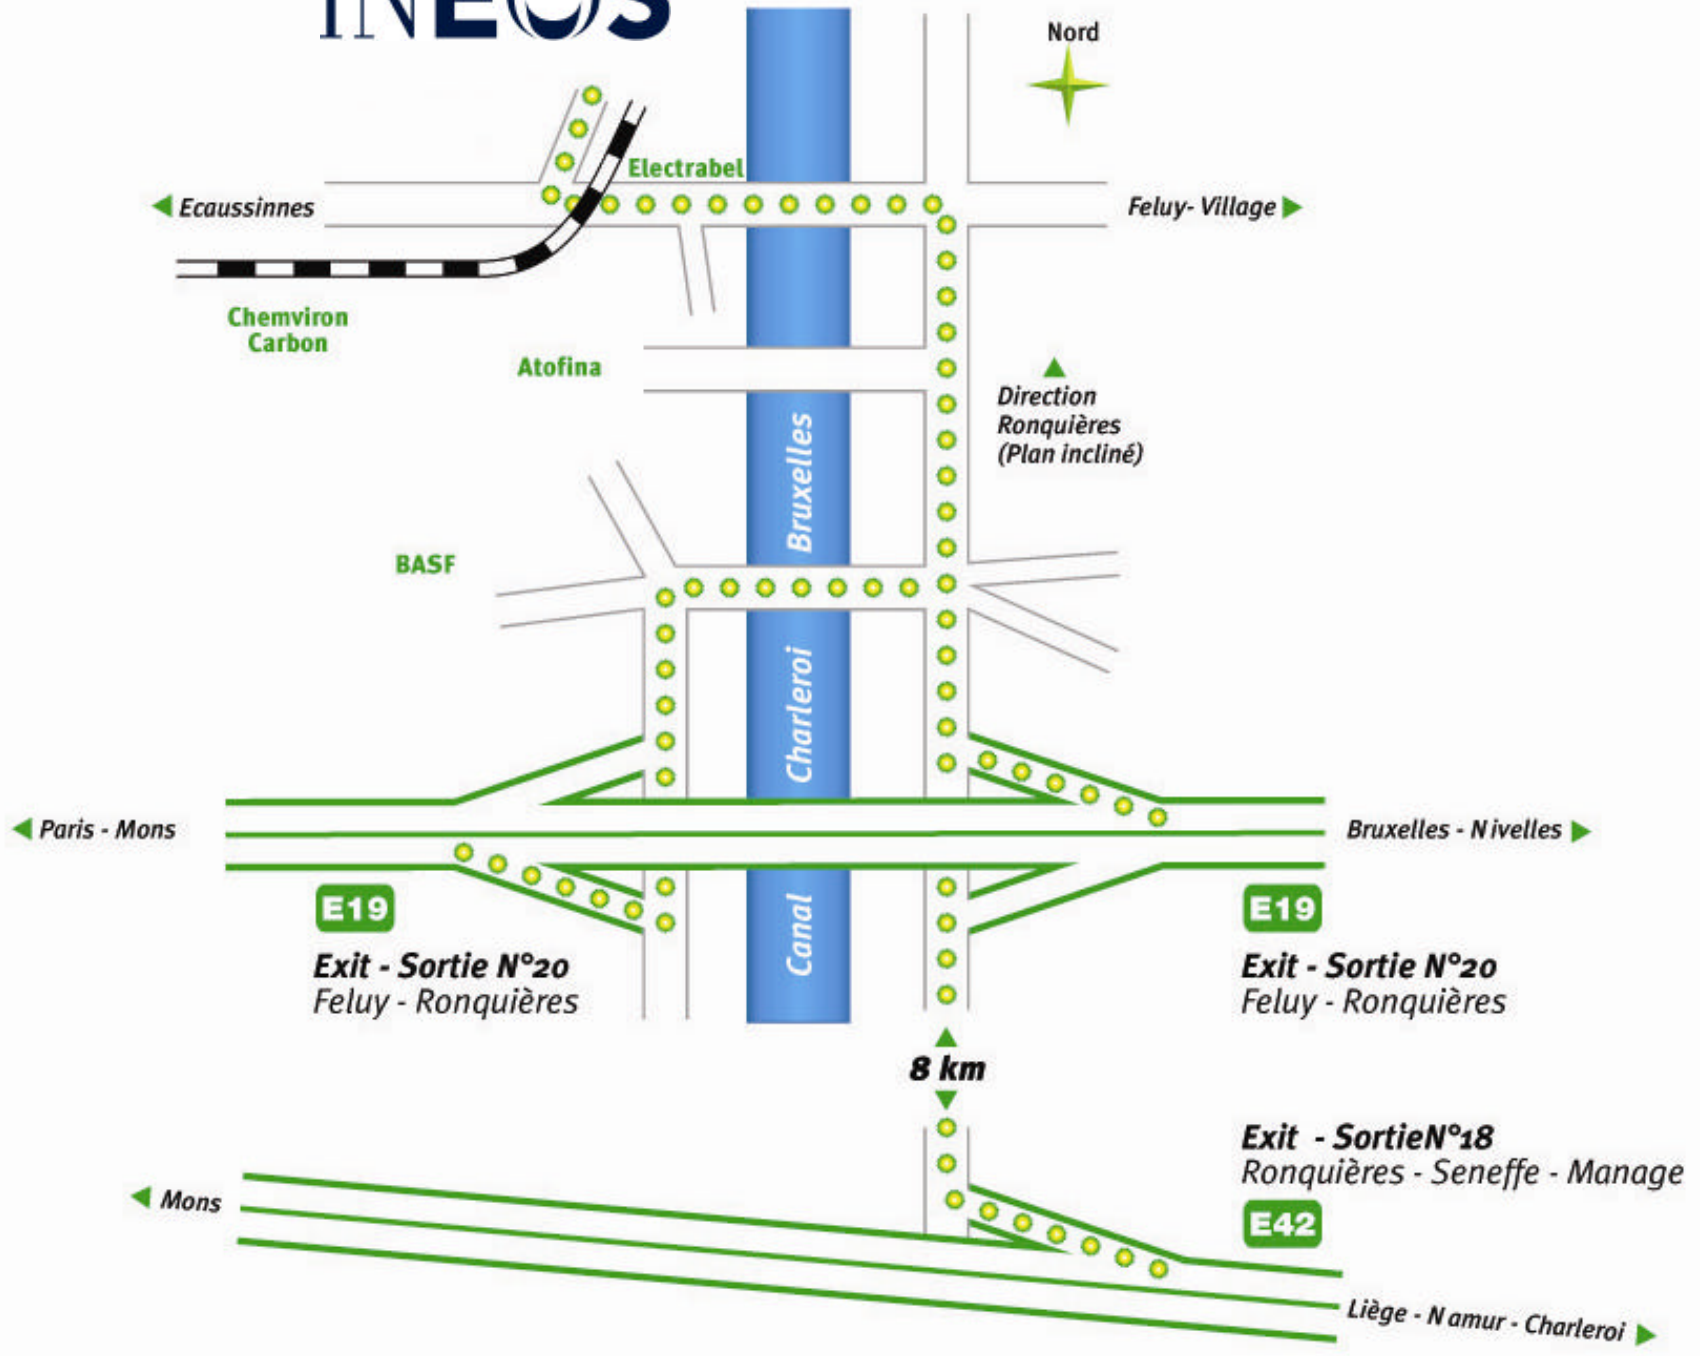 INEOS
Nord
Electrabel
Ecaussinnes
Feluy- Village
Chemviron
Carbon
Atofina
Direction
Ronquières
(Plan incliné)
BASF
Canal Charleroi Bruxelles
Paris - Mons
Bruxelles - Nivelles
E19
Exit - Sortie N°20
Feluy - Ronquières
E19
Exit - Sortie N°20
Feluy - Ronquières
8 km
Exit - SortieN°18
Ronquières - Seneffe - Manage
E42
Mons
Liège - Namur - Charleroi